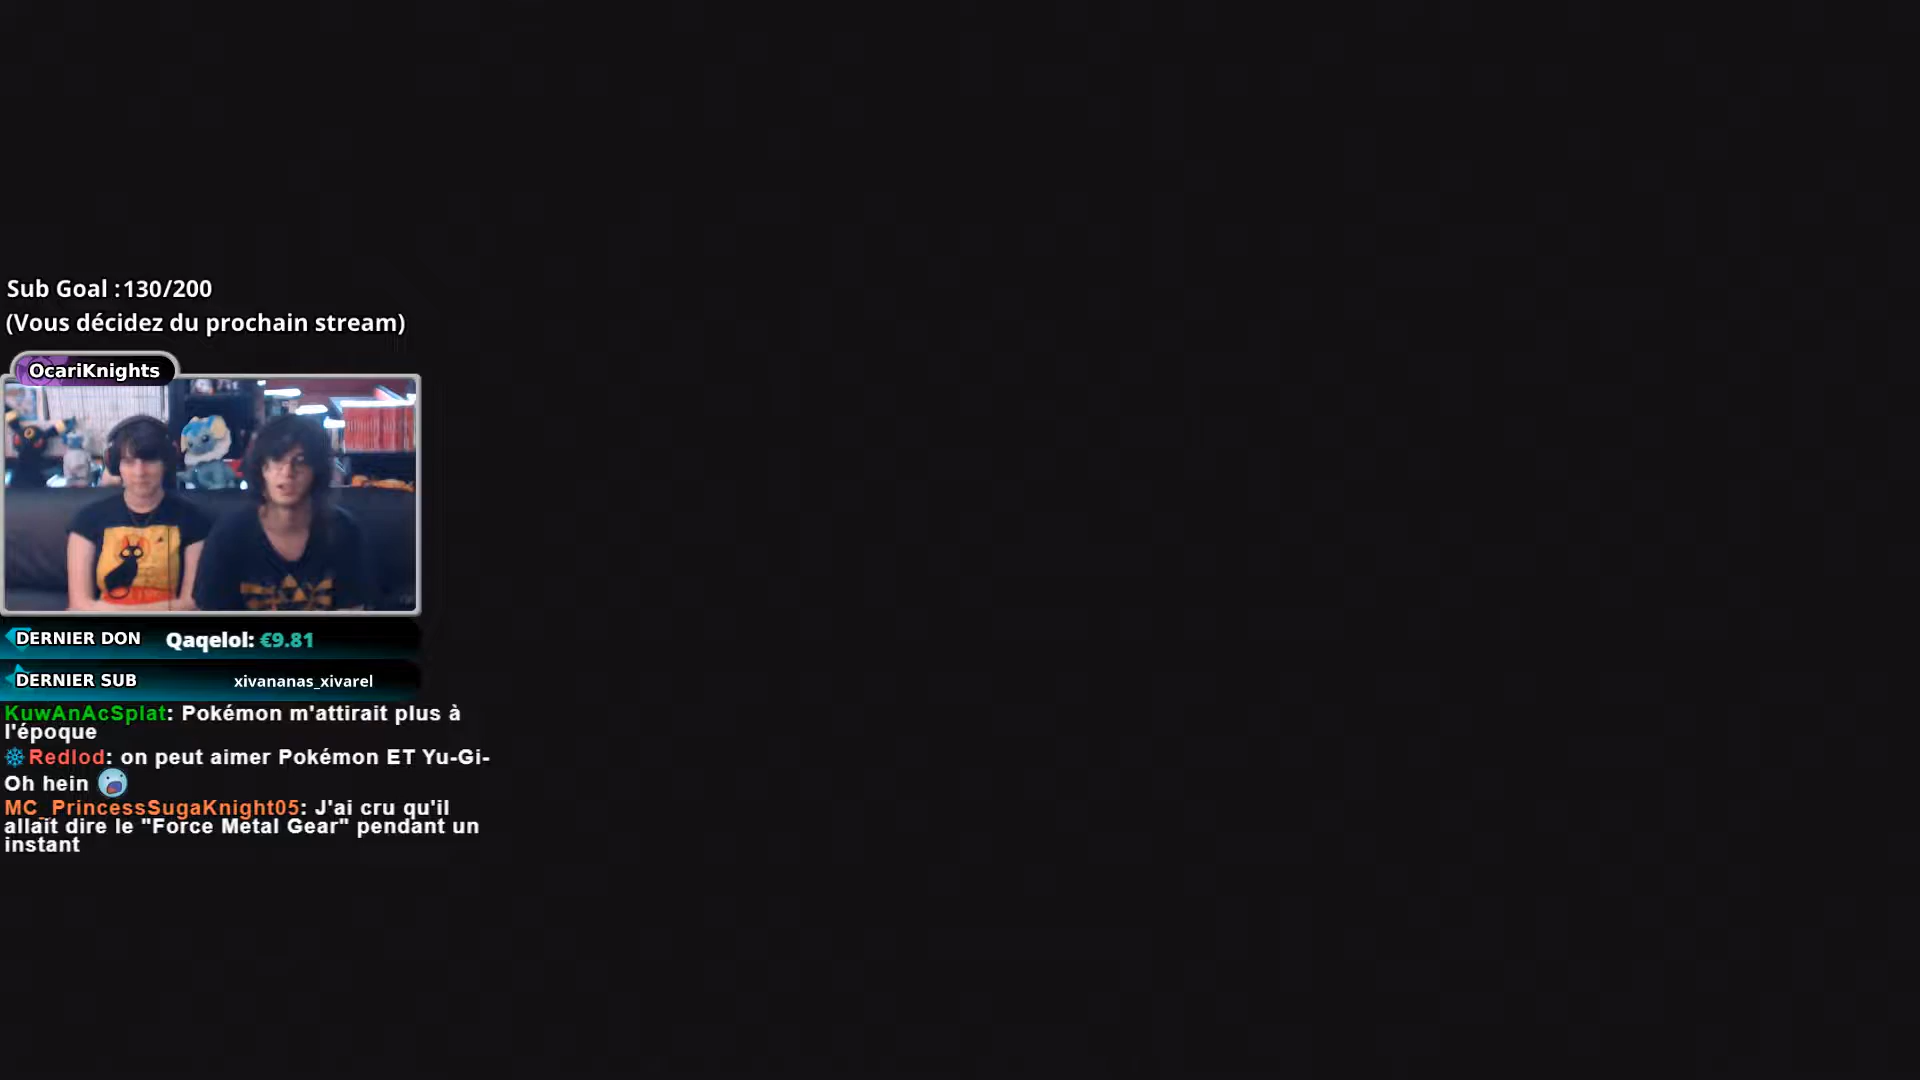 Sub Goal :130/200
(Vous décidez du prochain stream)
OcariKnights
DERNIER DON Qaqelol: €9.81
DERNIER SUB xivananas_xivarel
KuwAnAcSplat: Pokémon m'attirait plus à
l'époque
Redlod: on peut aimer Pokémon ET Yu-Gi-
Oh hein
MC_PrincessSugaKnight05: J'ai cru qu'il
allait dire le "Force Metal Gear" pendant un
instant